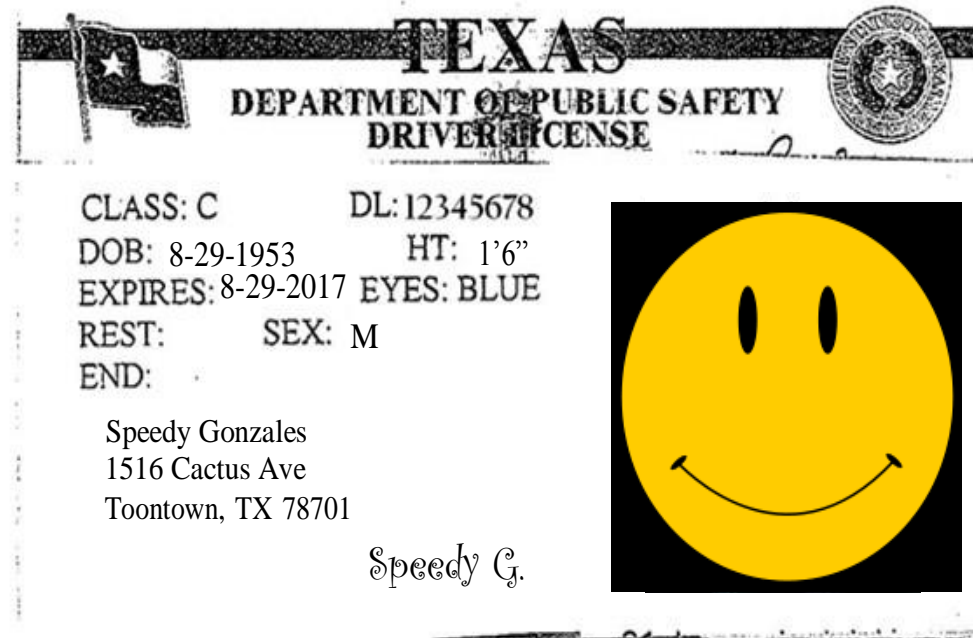 TEXAS
DEPARTMENT OF PUBLIC SAFETY
DRIVER LICENSE
CLASS: C DL: 12345678
DOB: 8-29-1953 HT: 1'6”
EXPIRES: 8-29-2017 EYES: BLUE
REST: SEX: M
END:
Speedy Gonzales
1516 Cactus Ave
Toontown, TX 78701
Speedy G.